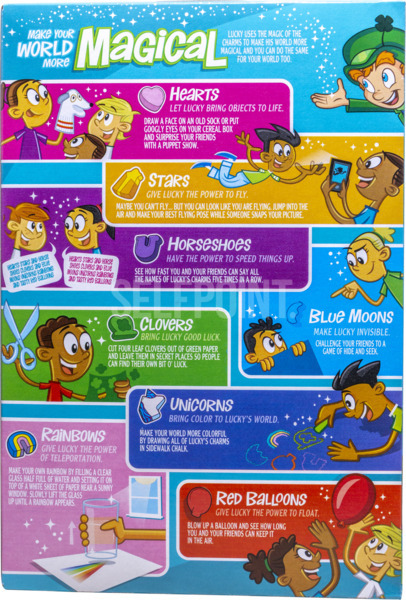 MAKE YOUR
WORLD
MORE
MAGICAL
LUCKY USES THE MAGIC OF THE
CHARMS TO MAKE HIS WORLD MORE
MAGICAL AND YOU CAN DO THE SAME
FOR YOUR WORLD TOO.
HEARTS
LET LUCKY BRING OBJECTS TO LIFE.
DRAW A FACE ON AN OLD SOCK OR PUT
GOOGLY EYES ON YOUR CEREAL BOX
AND SURPRISE YOUR FRIENDS
WITH A PUPPET SHOW.
STARS
GIVE LUCKY THE POWER TO FLY.
MAYBE YOU CAN'T FLY... BUT YOU CAN LOOK LIKE YOU ARE FLYING. JUMP INTO THE
AIR AND MAKE YOUR BEST FLYING POSE WHILE SOMEONE SNAPS YOUR PICTURE.
HORSESHOES
HAVE THE POWER TO SPEED THINGS UP.
SEE HOW FAST YOU AND YOUR FRIENDS CAN SAY ALL
THE NAMES OF LUCKY'S CHARMS FIVE TIMES IN A ROW.
HEARTS STARS AND HORSE
SHOES CLOVERS AND BLUE
MOONS UNICORNS RAINBOWS
AND TASTY RED BALLOONS
HEARTS STARS AND HORSE
SHOES CLOVERS AND BLUE
MOONS UNICORNS RAINBOWS
AND TASTY RED BALLOONS
SELEPOINT
CLOVERS
BRING LUCKY GOOD LUCK.
CUT FOUR LEAF CLOVERS OUT OF GREEN PAPER
AND LEAVE THEM IN SECRET PLACES SO PEOPLE
CAN FIND THEIR OWN BIT O' LUCK.
BLUE MOONS
MAKE LUCKY INVISIBLE.
CHALLENGE YOUR FRIENDS TO A
GAME OF HIDE AND SEEK.
UNICORNS
BRING COLOR TO LUCKY'S WORLD.
MAKE YOUR WORLD MORE COLORFUL
BY DRAWING ALL OF LUCKY'S CHARMS
IN SIDEWALK CHALK.
RAINBOWS
GIVE LUCKY THE POWER
OF TELEPORTATION.
MAKE YOUR OWN RAINBOW BY FILLING A CLEAR
GLASS HALF FULL OF WATER AND SETTING IT ON
TOP OF A WHITE SHEET OF PAPER NEAR A SUNNY
WINDOW. SLOWLY LIFT THE GLASS
UP UNTIL A RAINBOW APPEARS.
RED BALLOONS
GIVE LUCKY THE POWER TO FLOAT.
BLOW UP A BALLOON AND SEE HOW LONG
YOU AND YOUR FRIENDS CAN KEEP IT
IN THE AIR.